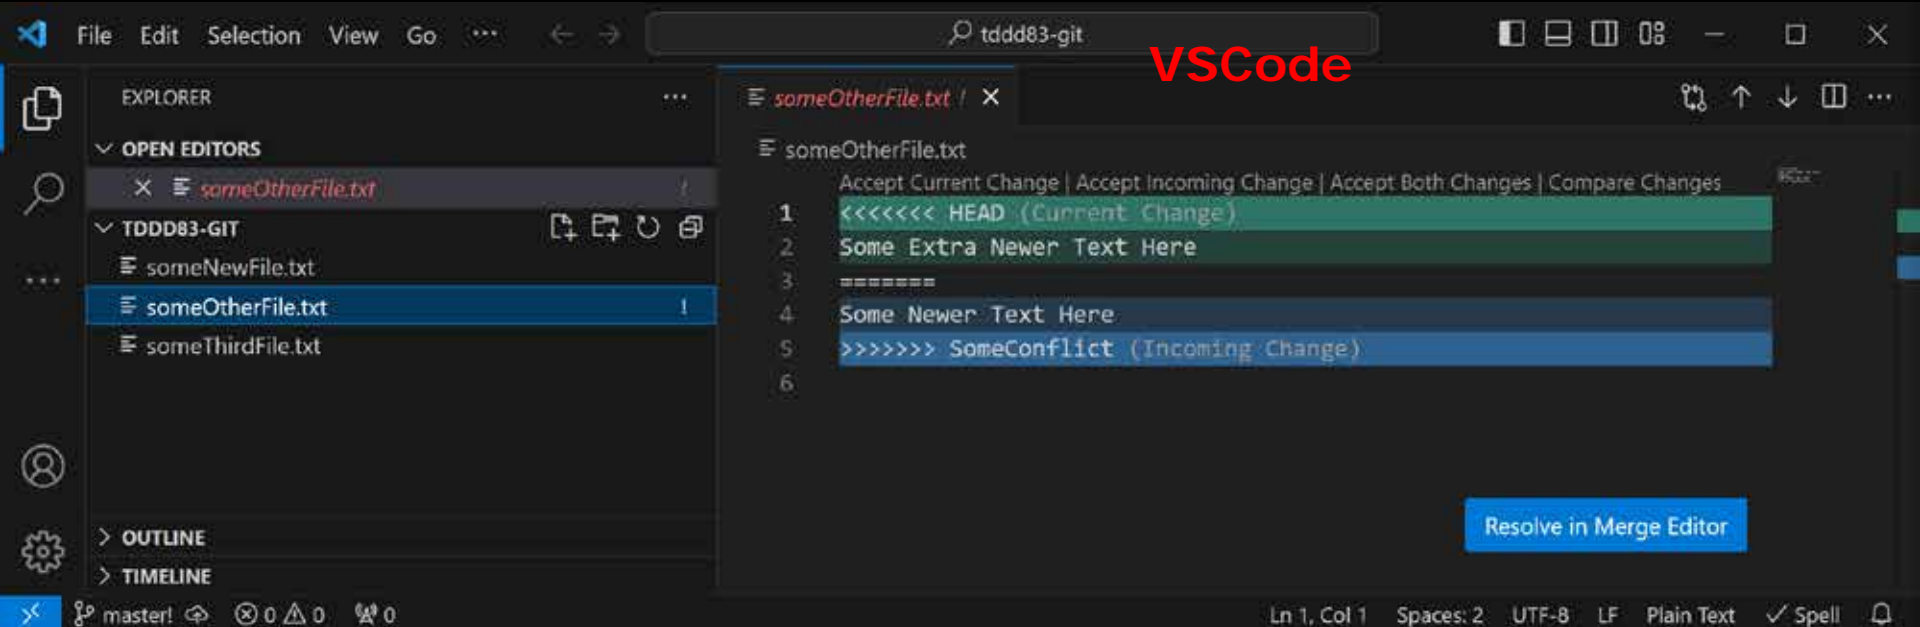 File Edit Selection View Go ··· tddd83-git
VSCode
EXPLORER
OPEN EDITORS
someOtherFile.txt !
TDDD83-GIT
someNewFile.txt
someOtherFile.txt !
someThirdFile.txt
OUTLINE
TIMELINE
someOtherFile.txt !
someOtherFile.txt
Accept Current Change | Accept Incoming Change | Accept Both Changes | Compare Changes
1 <<<<<<< HEAD (Current Change)
2 Some Extra Newer Text Here
3 =======
4 Some Newer Text Here
5 >>>>>>> SomeConflict (Incoming Change)
6
Resolve in Merge Editor
master! 0 0 0 Ln 1, Col 1 Spaces: 2 UTF-8 LF Plain Text Spell